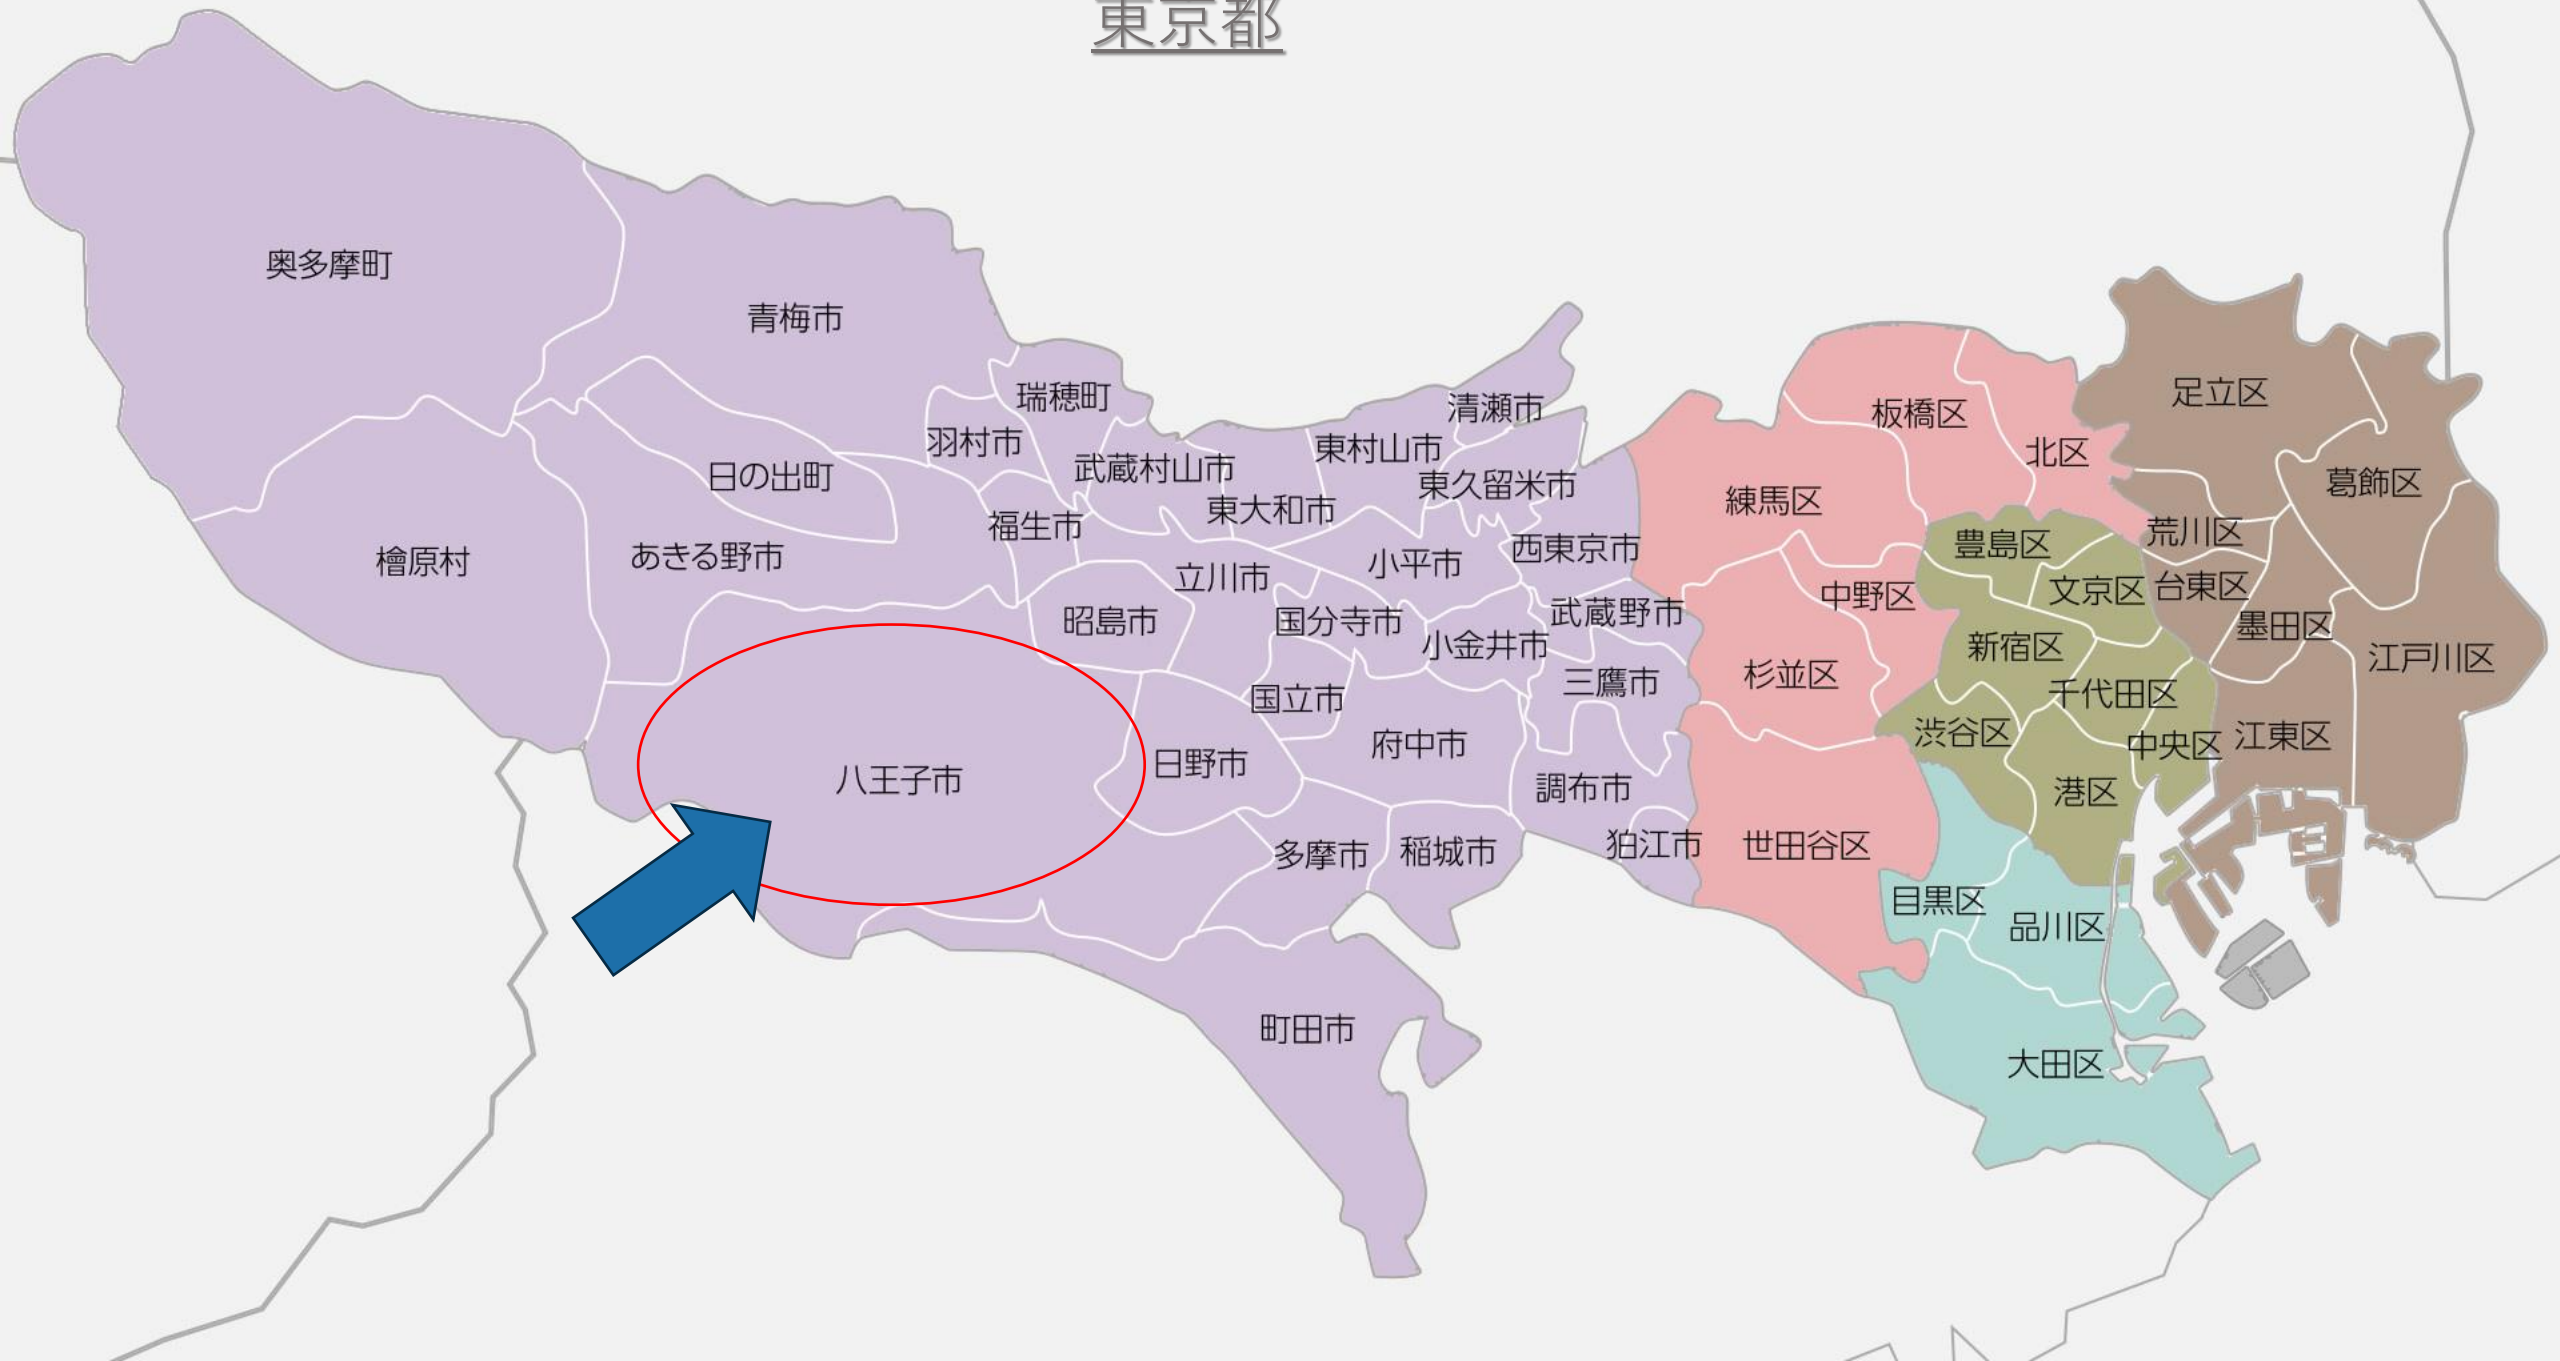 東京都
奥多摩町
青梅市
瑞穂町
清瀬市
足立区
板橋区
羽村市
東村山市
北区
武蔵村山市
日の出町
東久留米市
葛飾区
練馬区
東大和市
福生市
荒川区
豊島区
西東京市
あきる野市
檜原村
小平市
立川市
台東区
文京区
中野区
武蔵野市
昭島市
国分寺市
墨田区
小金井市
新宿区
江戸川区
杉並区
三鷹市
千代田区
国立市
渋谷区
江東区
府中市
中央区
日野市
八王子市
調布市
港区
狛江市
世田谷区
稲城市
多摩市
目黒区
品川区
町田市
大田区